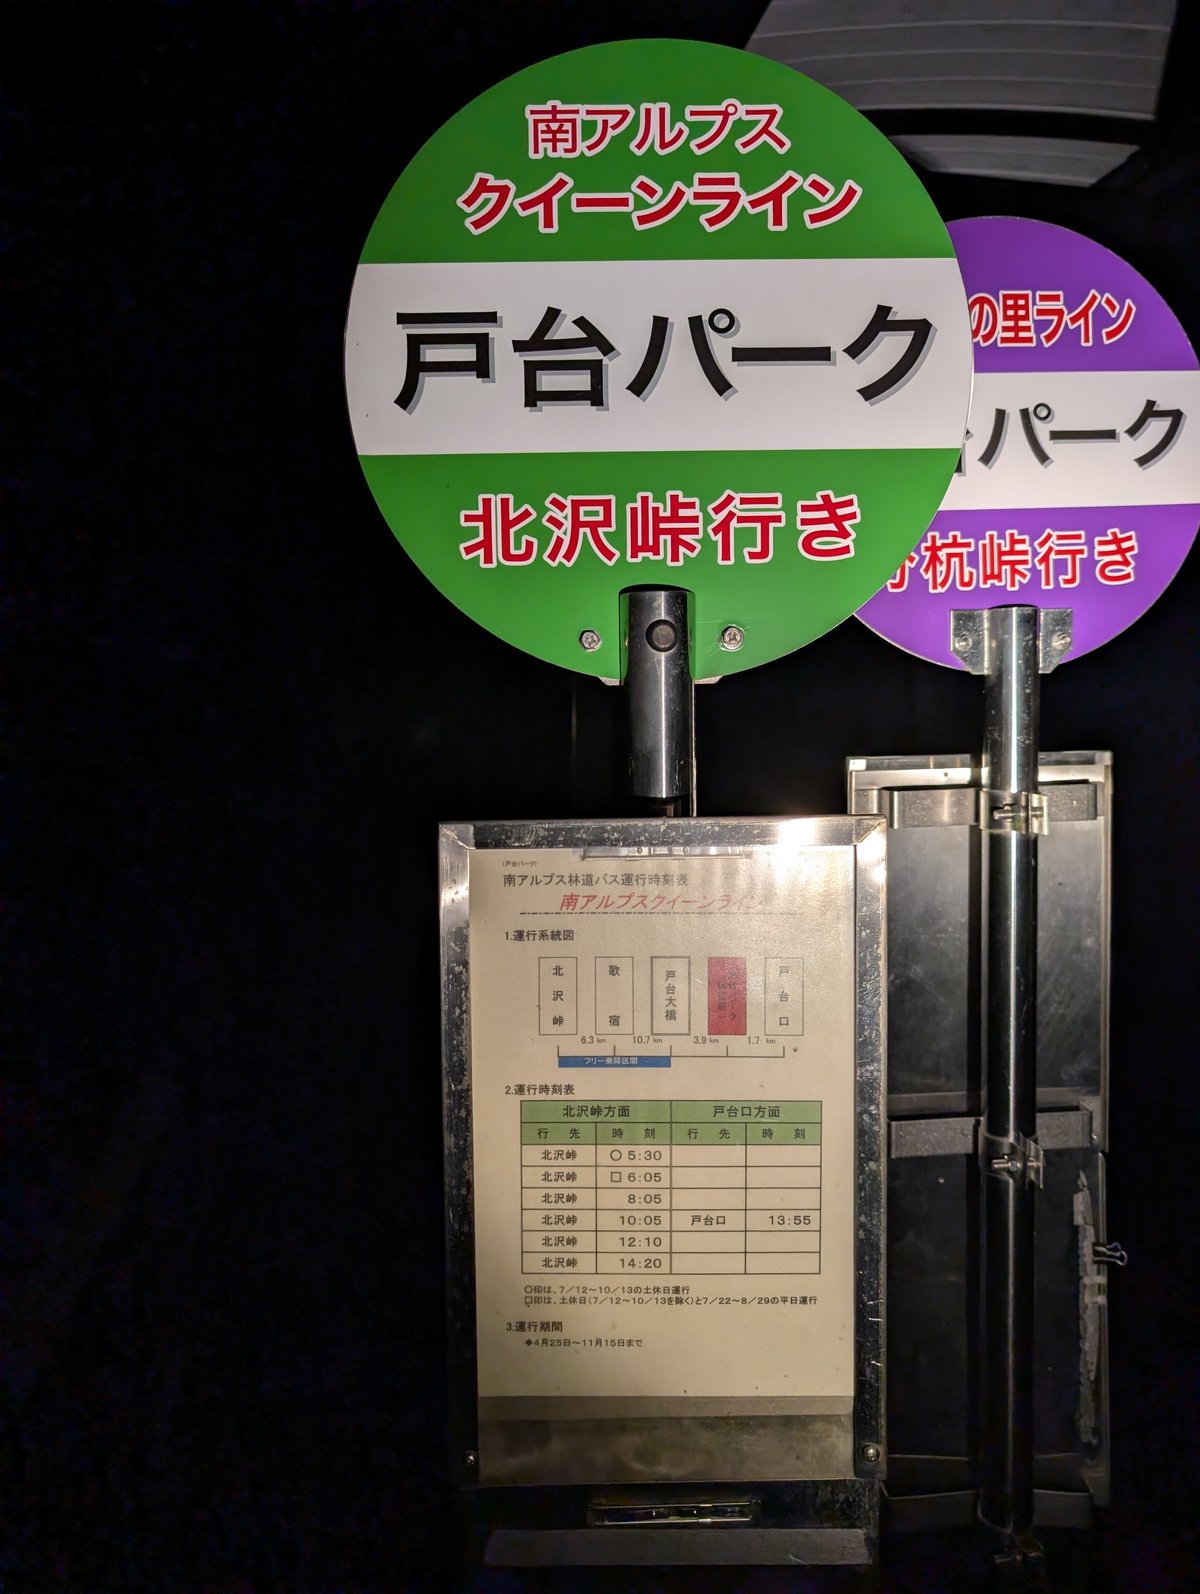 南アルプス
クイーンライン
戸台パーク
北沢峠行き
の里ライン
パーク
杭峠行き
(戸台パーク)
南アルプス林道バス運行時刻表
南アルプスクイーンライン
1.運行系統図
北沢峠 歌宿 戸台大橋 戸台口
6.3 km 10.7 km 3.9 km 1.7 km
フリー乗降区間
2.運行時刻表
北沢峠方面 戸台口方面
行先 時刻 行先 時刻
北沢峠 ○ 5:30
北沢峠 □ 6:05
北沢峠 8:05
北沢峠 10:05 戸台口 13:55
北沢峠 12:10
北沢峠 14:20
○印は、7/12～10/13の土休日運行
□印は、土休日(7/12～10/13を除く)と7/22～8/29の平日運行
3.運行期間
◆4月25日～11月15日まで